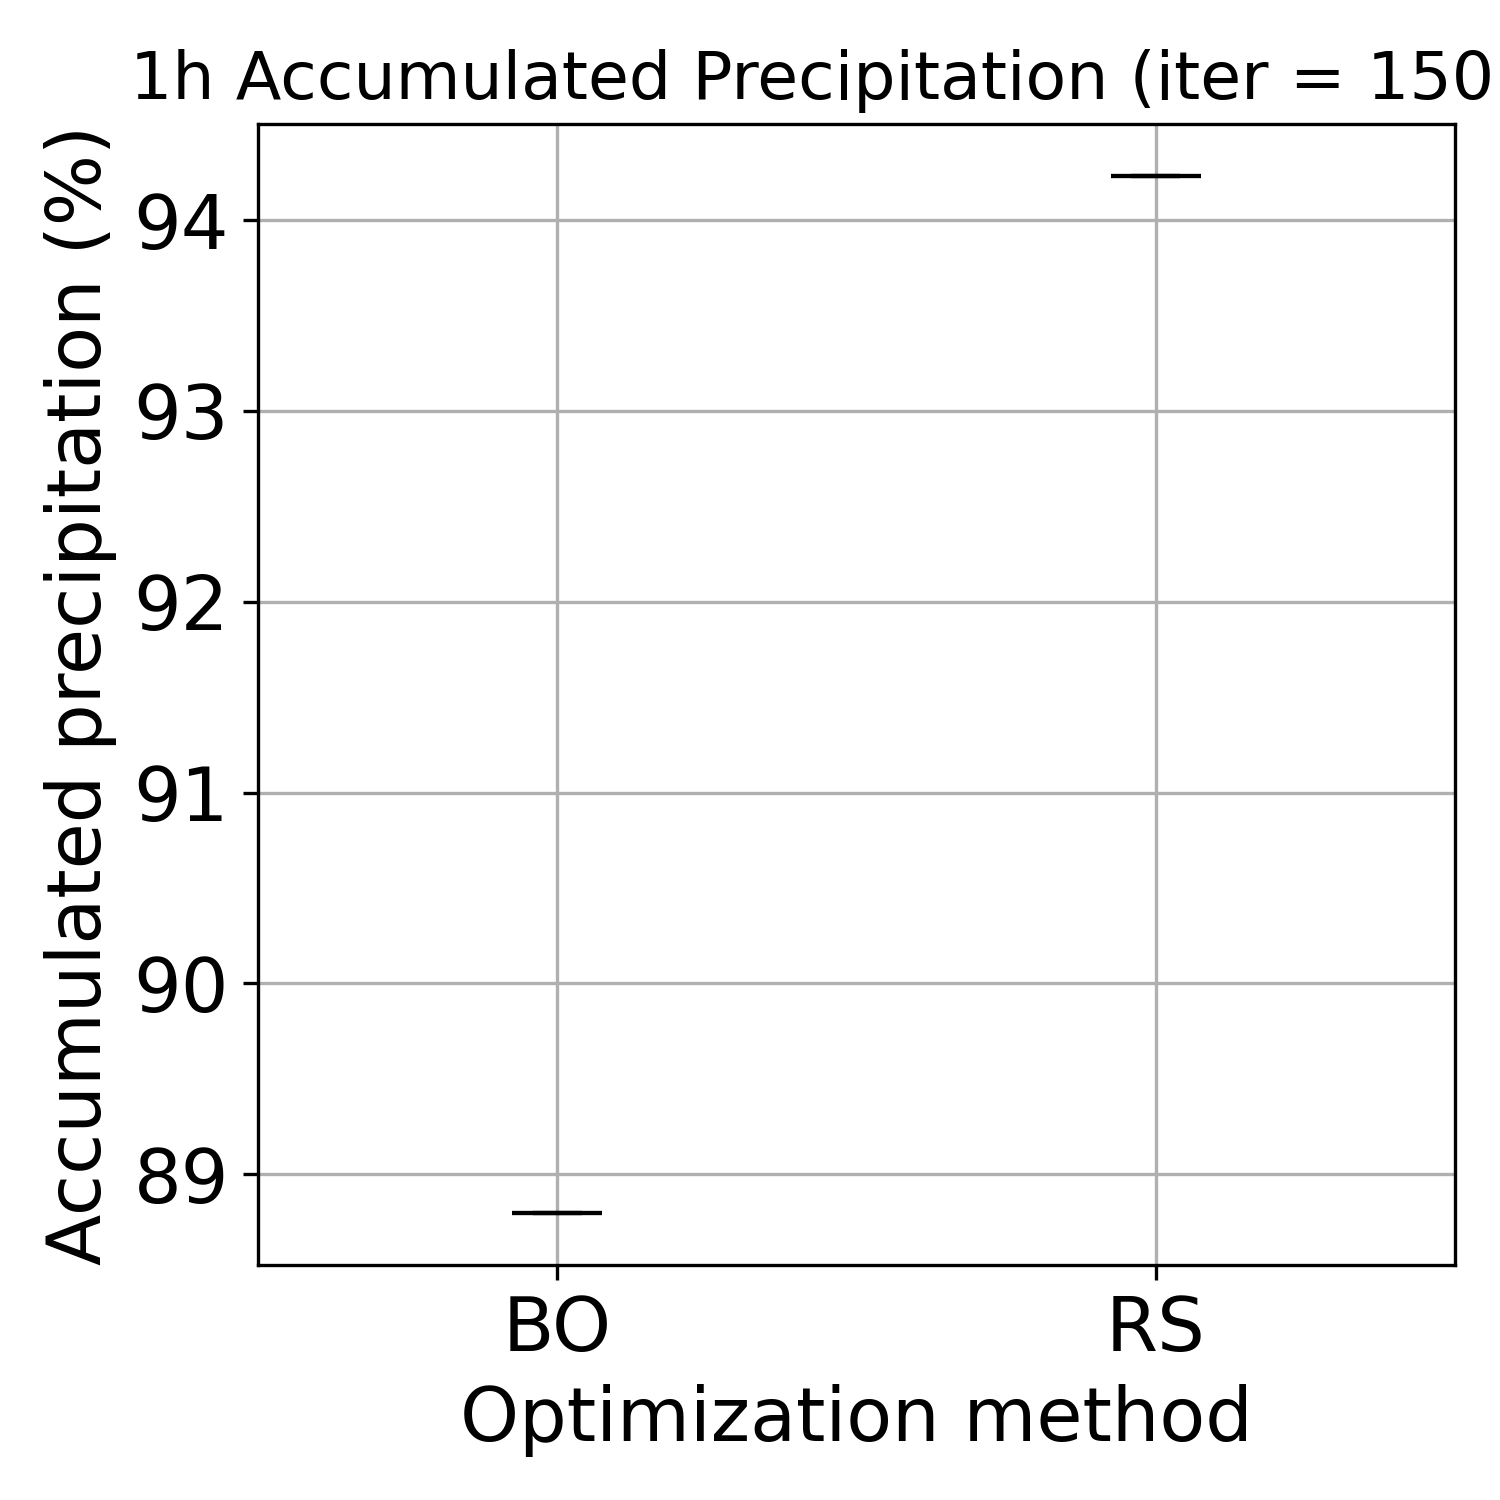 1h Accumulated Precipitation (iter = 150
Accumulated precipitation (%)
94
93
92
91
90
89
BO RS
Optimization method